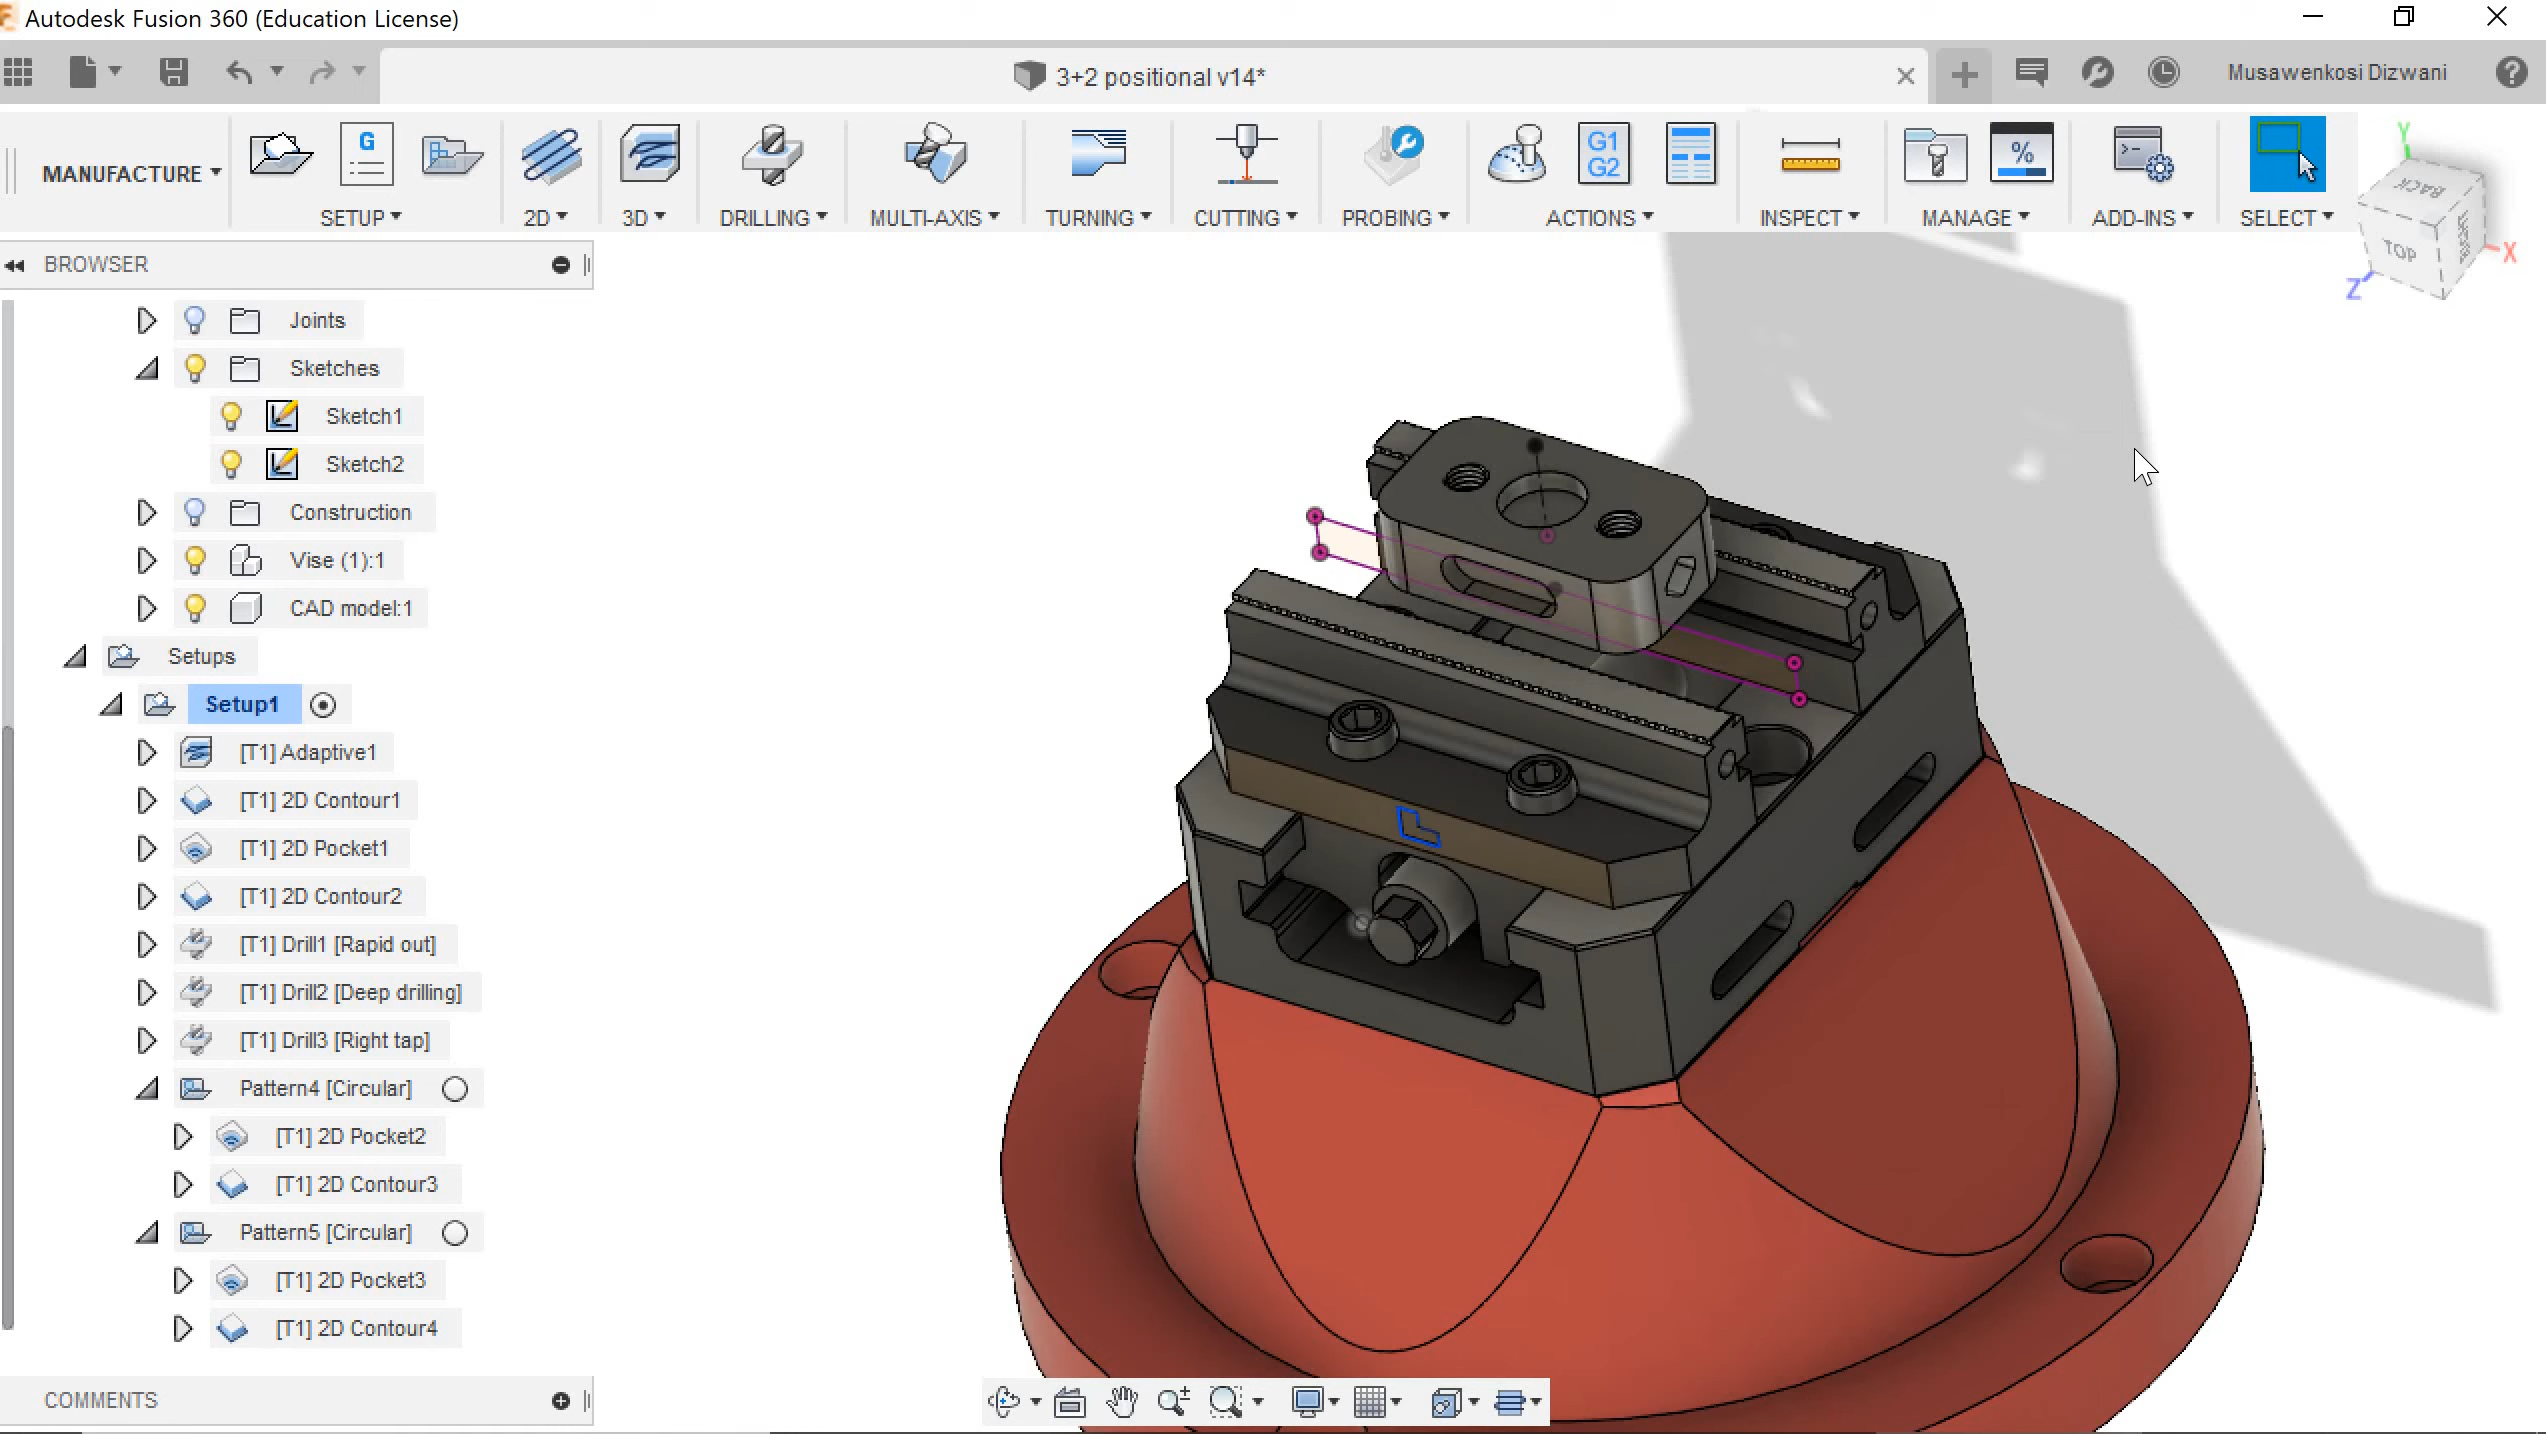 Autodesk Fusion 360 (Education License)
3+2 positional v14*
Musawenkosi Dizwani
MANUFACTURE
G
G1
G2
%
SETUP
2D
3D
DRILLING
MULTI-AXIS
TURNING
CUTTING
PROBING
ACTIONS
INSPECT
MANAGE
ADD-INS
SELECT
Y
BACK
TOP
X
Z
BROWSER
Joints
Sketches
Sketch1
Sketch2
Construction
Vise (1):1
CAD model:1
Setups
Setup1
[T1] Adaptive1
[T1] 2D Contour1
[T1] 2D Pocket1
[T1] 2D Contour2
[T1] Drill1 [Rapid out]
[T1] Drill2 [Deep drilling]
[T1] Drill3 [Right tap]
Pattern4 [Circular]
[T1] 2D Pocket2
[T1] 2D Contour3
Pattern5 [Circular]
[T1] 2D Pocket3
[T1] 2D Contour4
COMMENTS